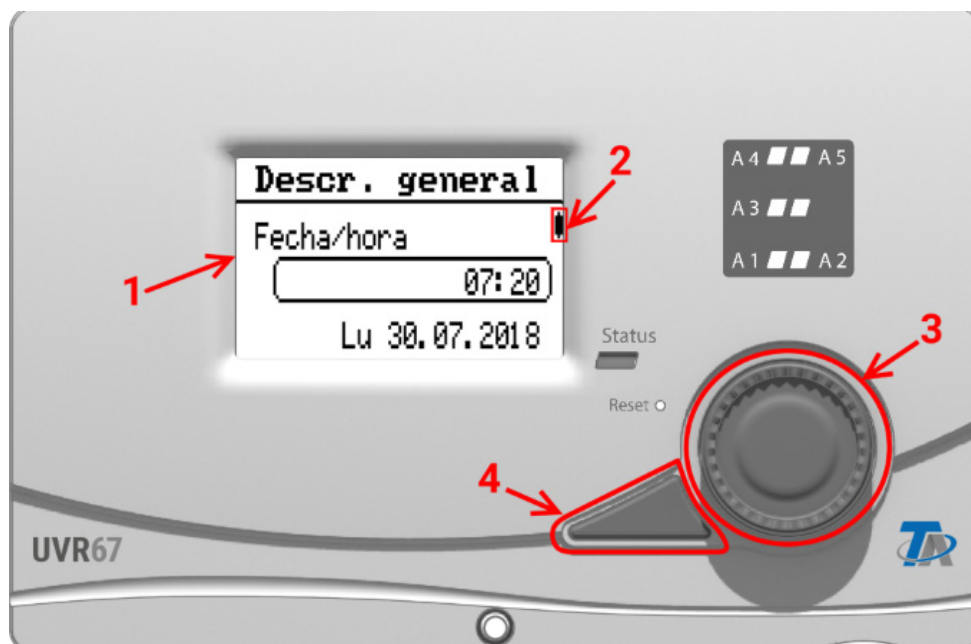 Descr. general
Fecha/hora
07:20
Lu 30.07.2018
1
2
3
4
A4 A5
A3
A1 A2
Status
Reset
UVR67
TA